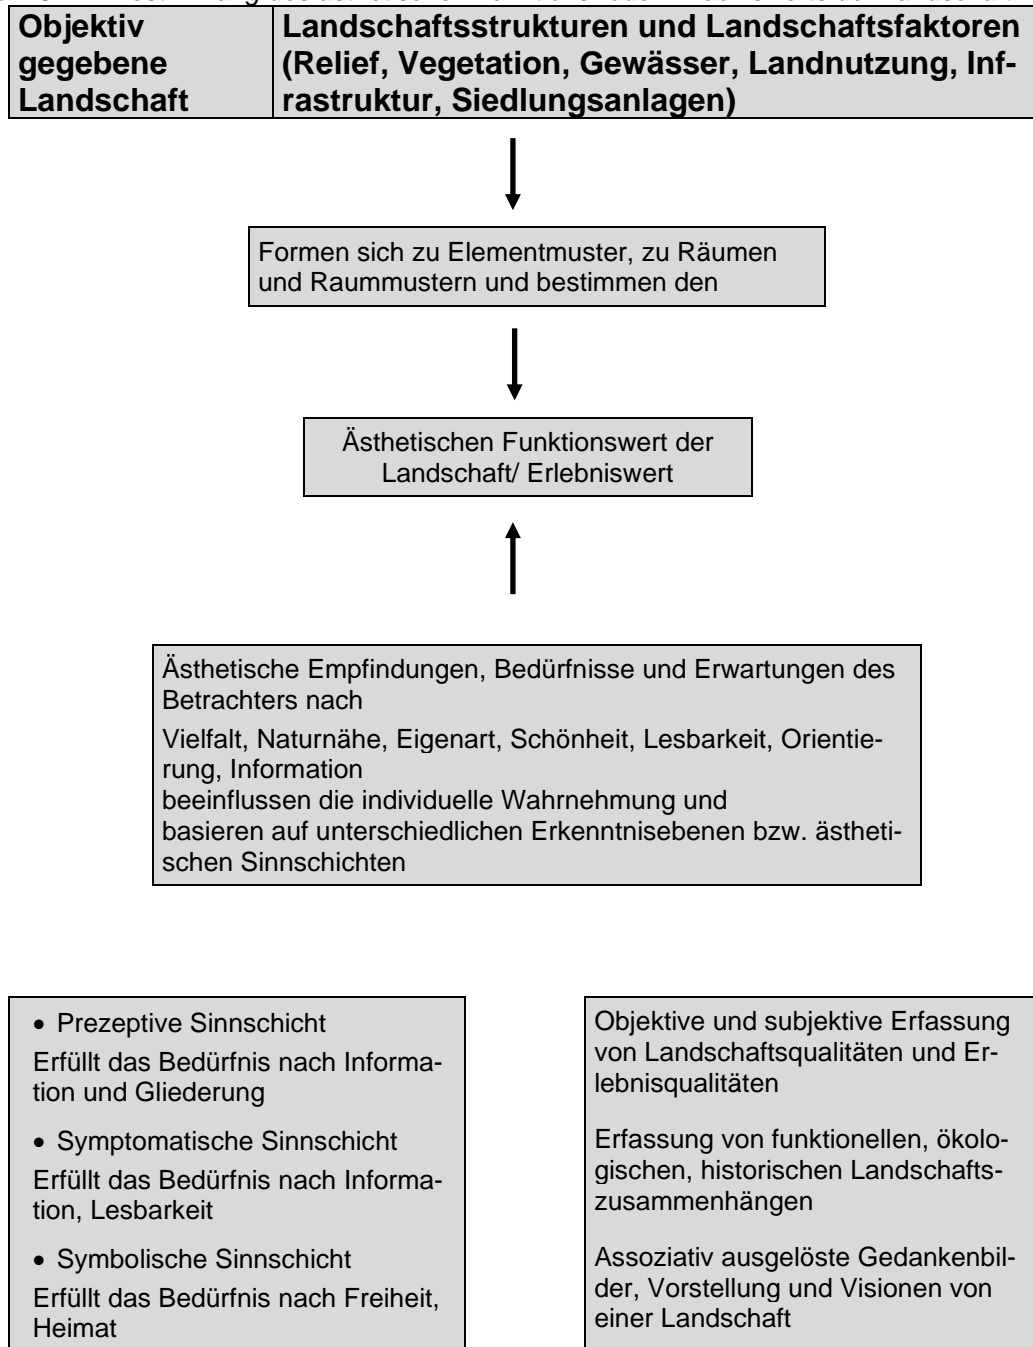 Objektiv
gegebene
Landschaft
Landschaftsstrukturen und Landschaftsfaktoren
(Relief, Vegetation, Gewässer, Landnutzung, Inf-
rastruktur, Siedlungsanlagen)
Formen sich zu Elementmuster, zu Räumen
und Raummustern und bestimmen den
Ästhetischen Funktionswert der
Landschaft/ Erlebniswert
Ästhetische Empfindungen, Bedürfnisse und Erwartungen des
Betrachters nach
Vielfalt, Naturnähe, Eigenart, Schönheit, Lesbarkeit, Orientie-
rung, Information
beeinflussen die individuelle Wahrnehmung und
basieren auf unterschiedlichen Erkenntnisebenen bzw. ästheti-
schen Sinnschichten
• Prezeptive Sinnschicht
Erfüllt das Bedürfnis nach Informa-
tion und Gliederung
• Symptomatische Sinnschicht
Erfüllt das Bedürfnis nach Informa-
tion, Lesbarkeit
• Symbolische Sinnschicht
Erfüllt das Bedürfnis nach Freiheit,
Heimat
Objektive und subjektive Erfassung
von Landschaftsqualitäten und Er-
lebnisqualitäten
Erfassung von funktionellen, ökolo-
gischen, historischen Landschafts-
zusammenhängen
Assoziativ ausgelöste Gedankenbil-
der, Vorstellung und Visionen von
einer Landschaft